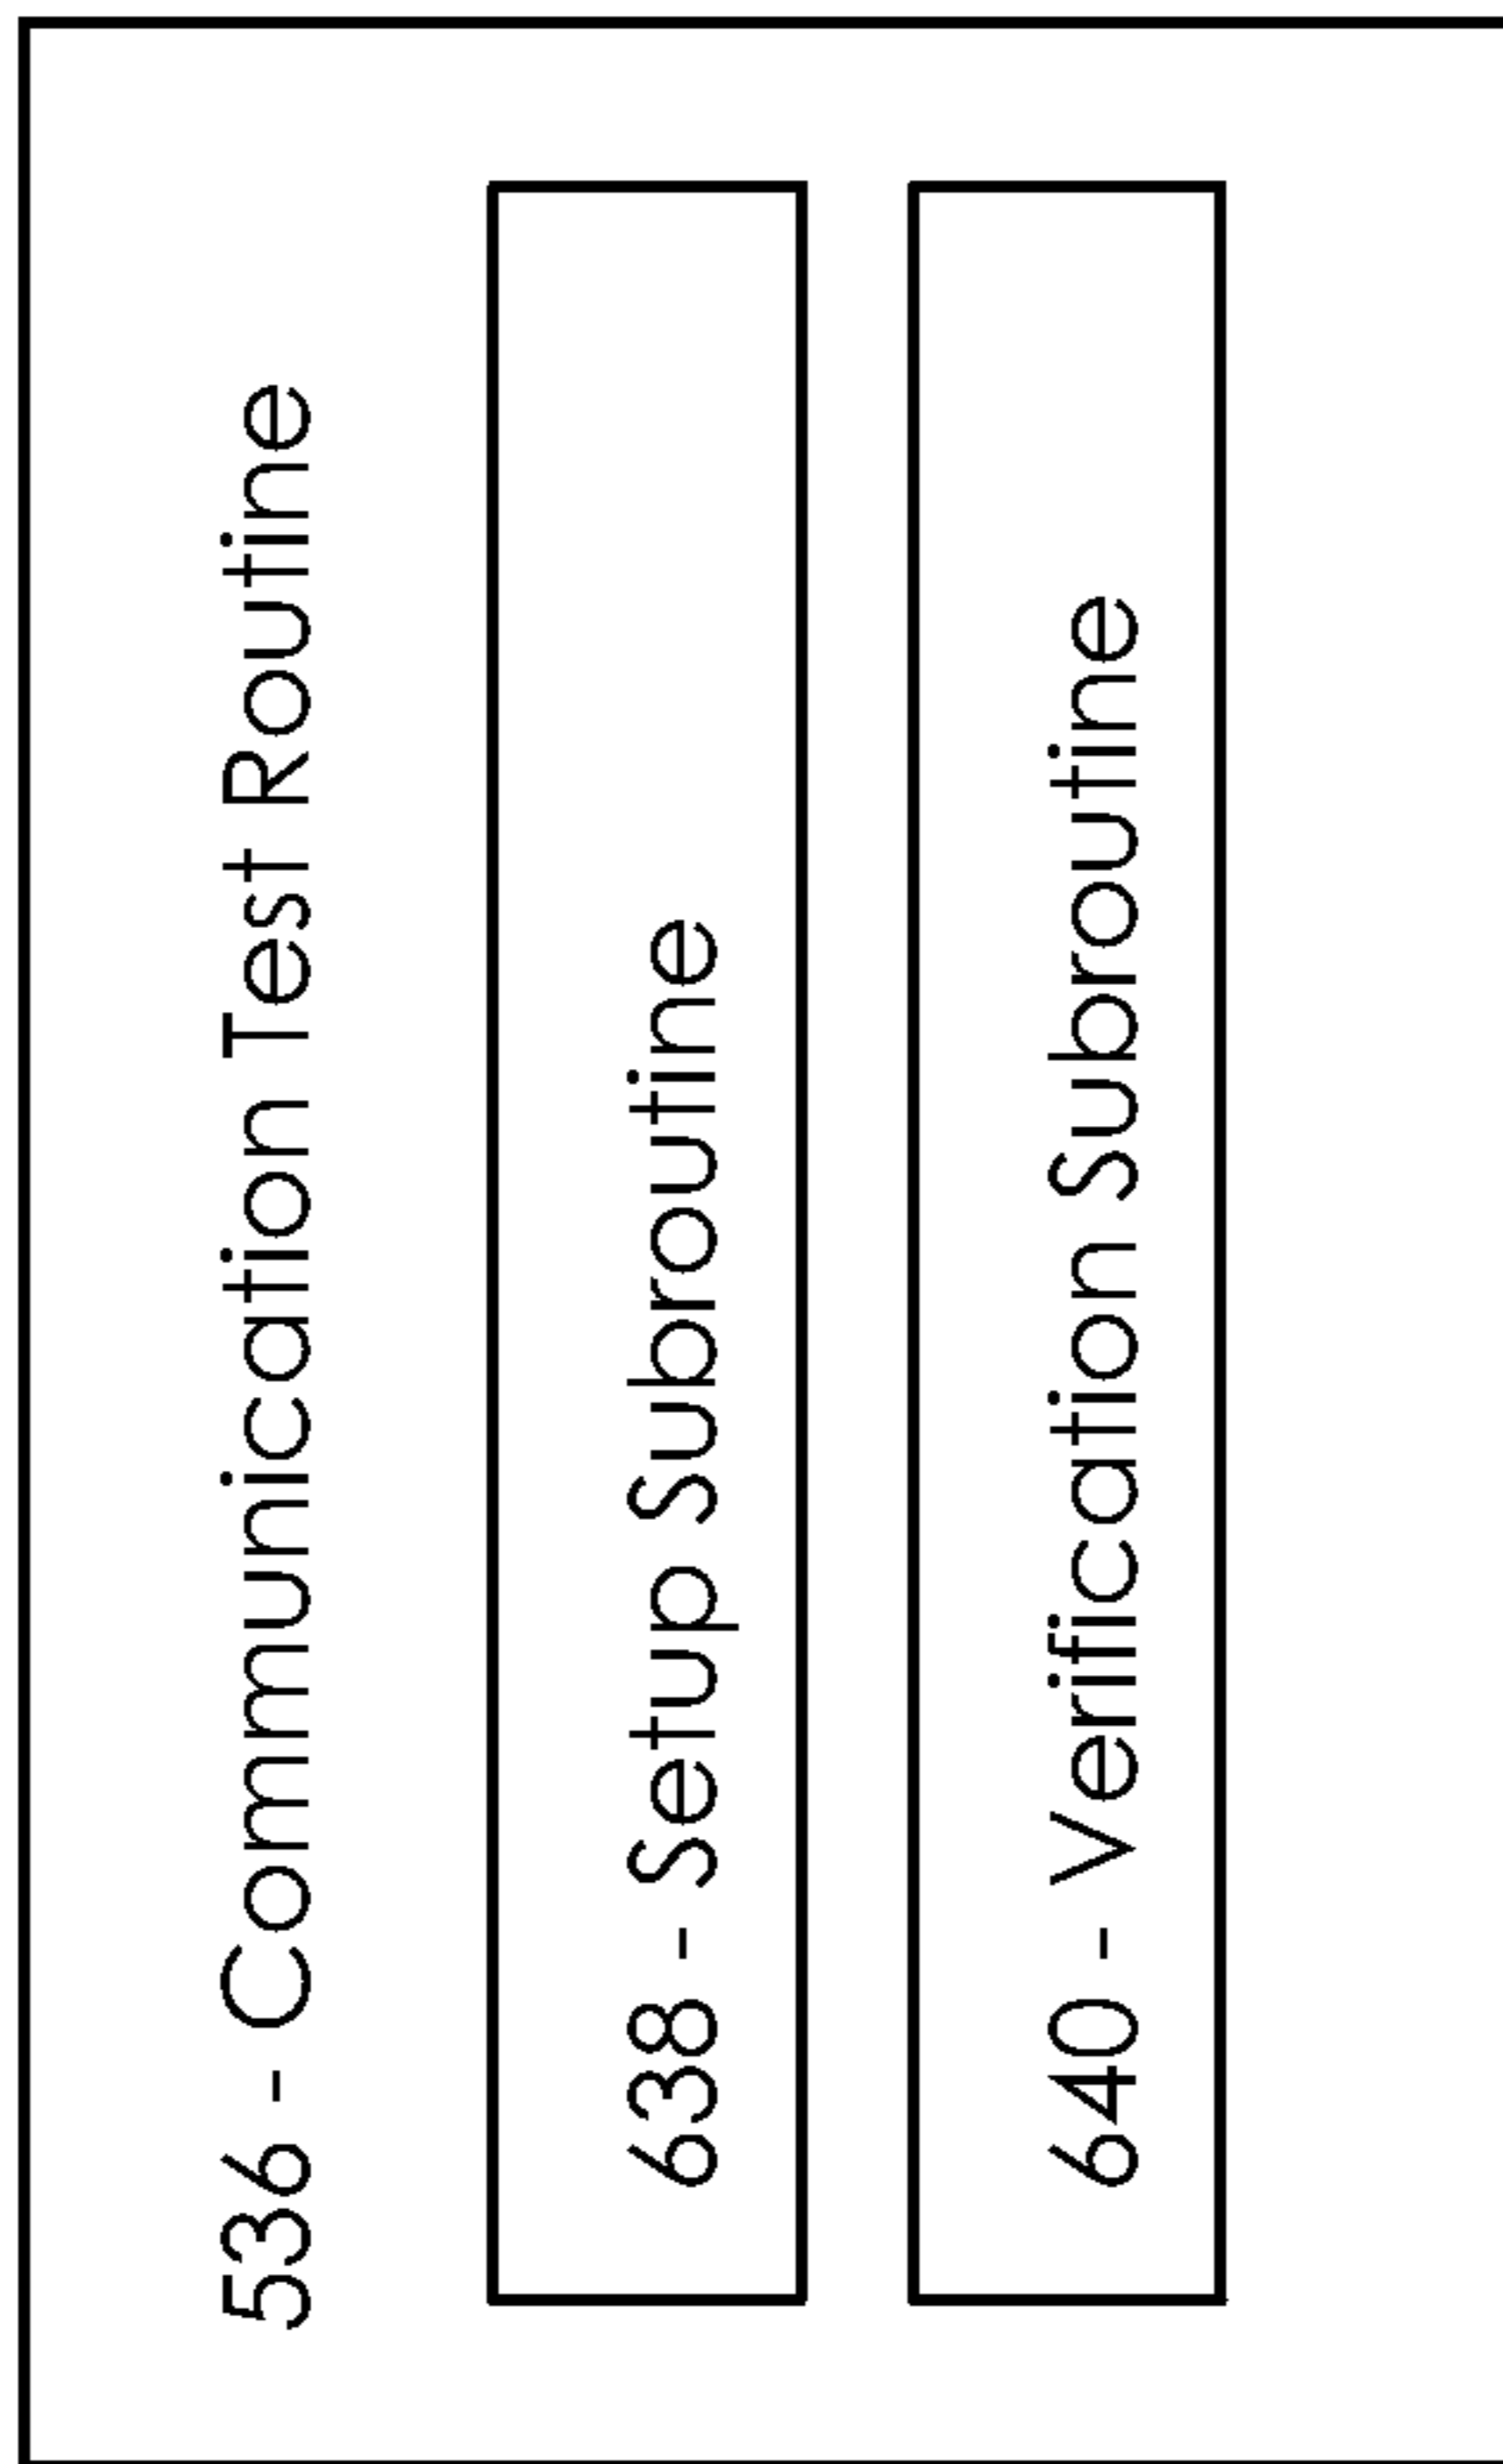 536 - Communication Test Routine
638 - Setup Subroutine
640 - Verification Subroutine